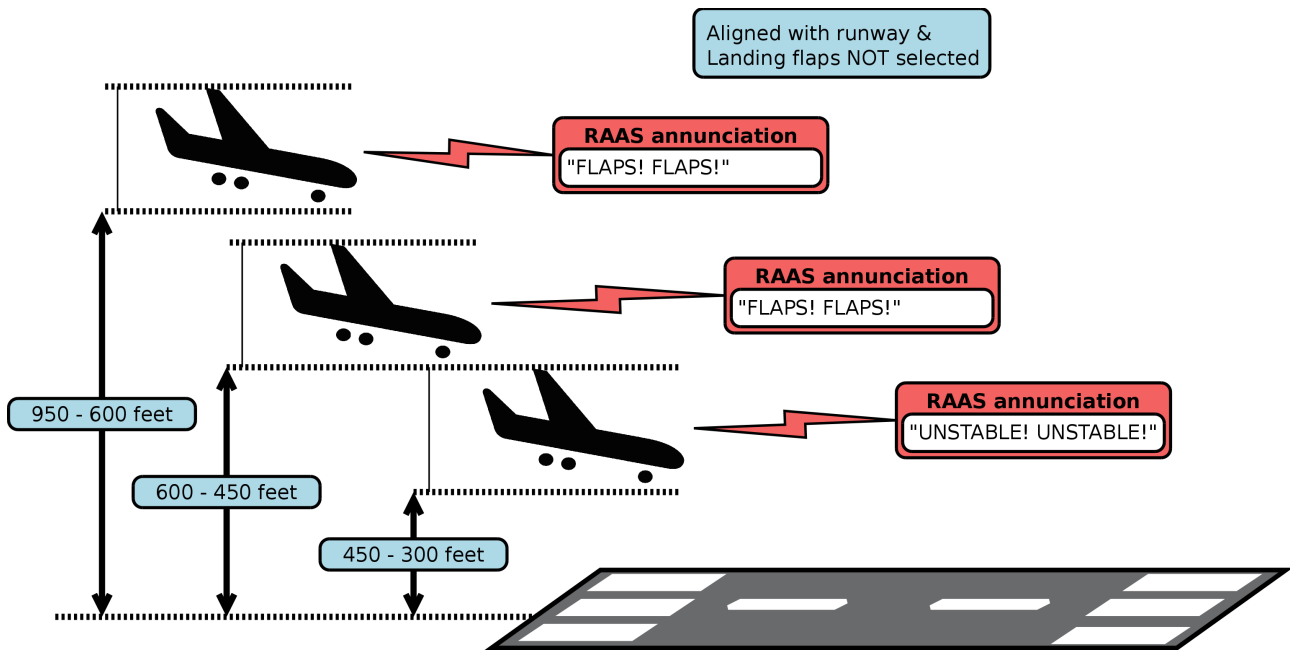 Aligned with runway &
Landing flaps NOT selected
RAAS annunciation
"FLAPS! FLAPS!"
RAAS annunciation
"FLAPS! FLAPS!"
RAAS annunciation
"UNSTABLE! UNSTABLE!"
950 - 600 feet
600 - 450 feet
450 - 300 feet